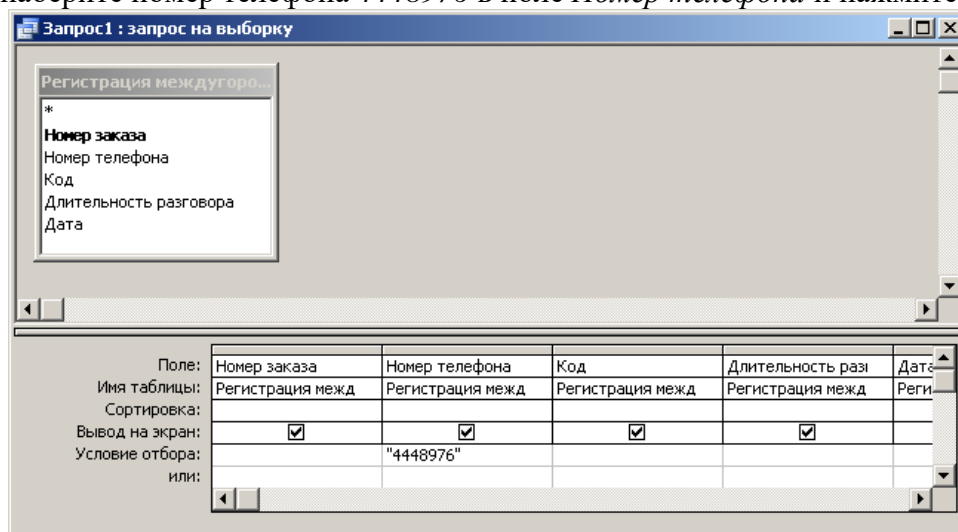 наберите номер телефона 4448976 в поле Номер телефона и нажмите
Запрос1 : запрос на выборку
Регистрация междугоро...
*
Номер заказа
Номер телефона
Код
Длительность разговора
Дата
Поле: Номер заказа Номер телефона Код Длительность разг Дата
Имя таблицы: Регистрация межд Регистрация межд Регистрация межд Регистрация межд Реги
Сортировка:
Вывод на экран:
Условие отбора: "4448976"
или: